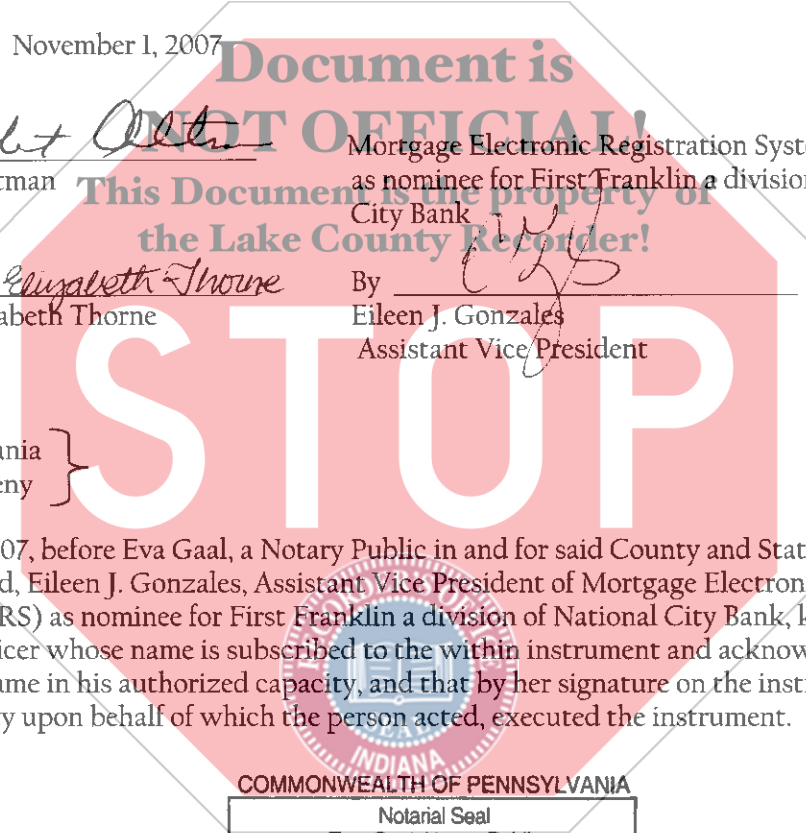 November 1, 2007
Document is
NOT OFFICIAL!
Mortgage Electronic Registration Syste
tman
as nominee for First Franklin a division
This Document is the property of
City Bank
the Lake County Recorder!
Elizabeth Thorne
By
abeth Thorne
Eileen J. Gonzales
Assistant Vice President
STOP
ania
eny
07, before Eva Gaal, a Notary Public in and for said County and Stat
d, Eileen J. Gonzales, Assistant Vice President of Mortgage Electron
RS) as nominee for First Franklin a division of National City Bank, k
icer whose name is subscribed to the within instrument and acknow
ame in his authorized capacity, and that by her signature on the inst
y upon behalf of which the person acted, executed the instrument.
RECORDER'S OFFICE
SEAL
INDIANA
COMMONWEALTH OF PENNSYLVANIA
Notarial Seal